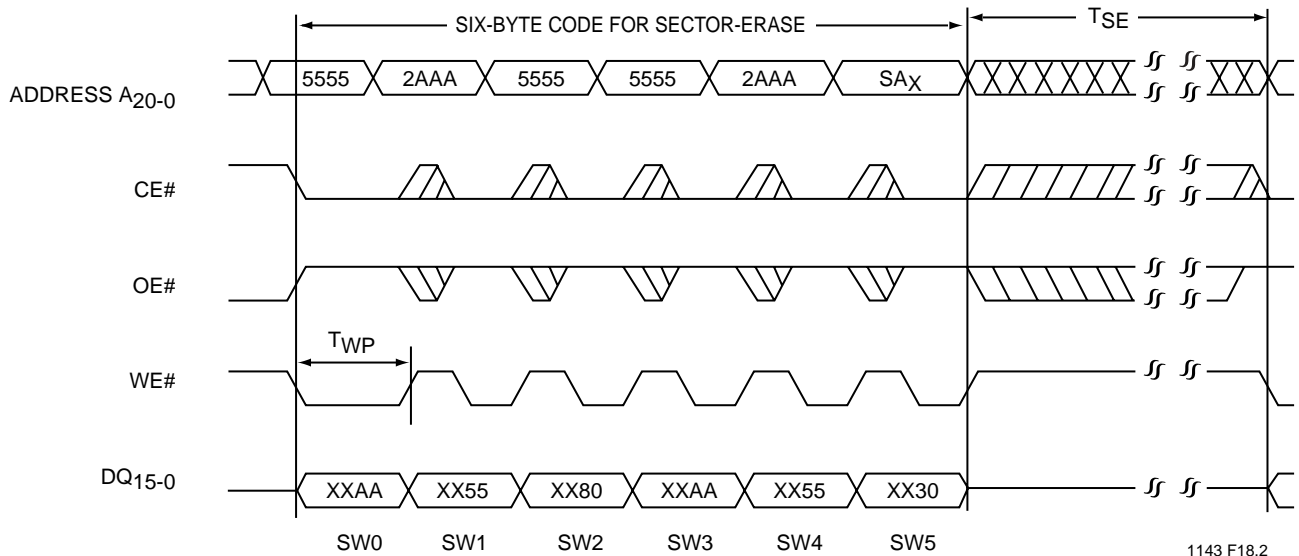 SIX-BYTE CODE FOR SECTOR-ERASE TSE
ADDRESS A20-0 5555 2AAA 5555 5555 2AAA SAX
CE#
OE#
TWP
WE#
DQ15-0 XXAA XX55 XX80 XXAA XX55 XX30
SW0 SW1 SW2 SW3 SW4 SW5
1143 F18.2